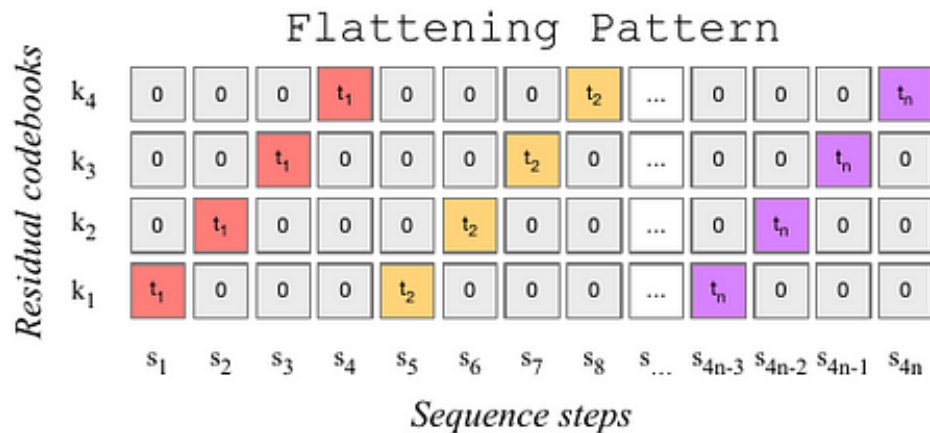 Flattening Pattern
Residual codebooks
k₄ 0 0 0 t₁ 0 0 0 t₂ ... 0 0 0 tₙ
k₃ 0 0 t₁ 0 0 0 t₂ 0 ... 0 0 tₙ 0
k₂ 0 t₁ 0 0 0 t₂ 0 0 ... 0 tₙ 0 0
k₁ t₁ 0 0 0 t₂ 0 0 0 ... tₙ 0 0 0
s₁ s₂ s₃ s₄ s₅ s₆ s₇ s₈ s... s₄ₙ₋₃ s₄ₙ₋₂ s₄ₙ₋₁ s₄ₙ
Sequence steps